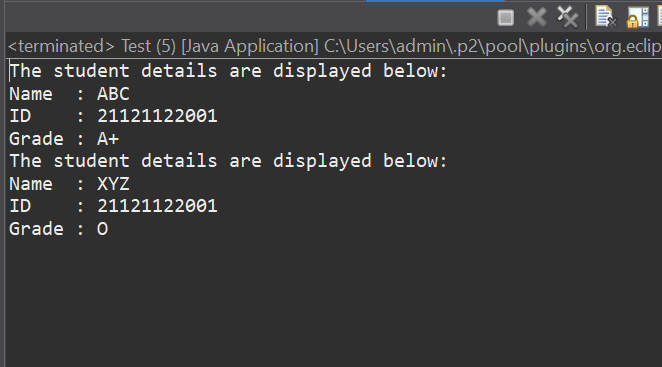 <terminated> Test (5) [Java Application] C:\Users\admin\.p2\pool\plugins\org.eclip
The student details are displayed below:
Name  : ABC
ID    : 21121122001
Grade : A+
The student details are displayed below:
Name  : XYZ
ID    : 21121122001
Grade : O